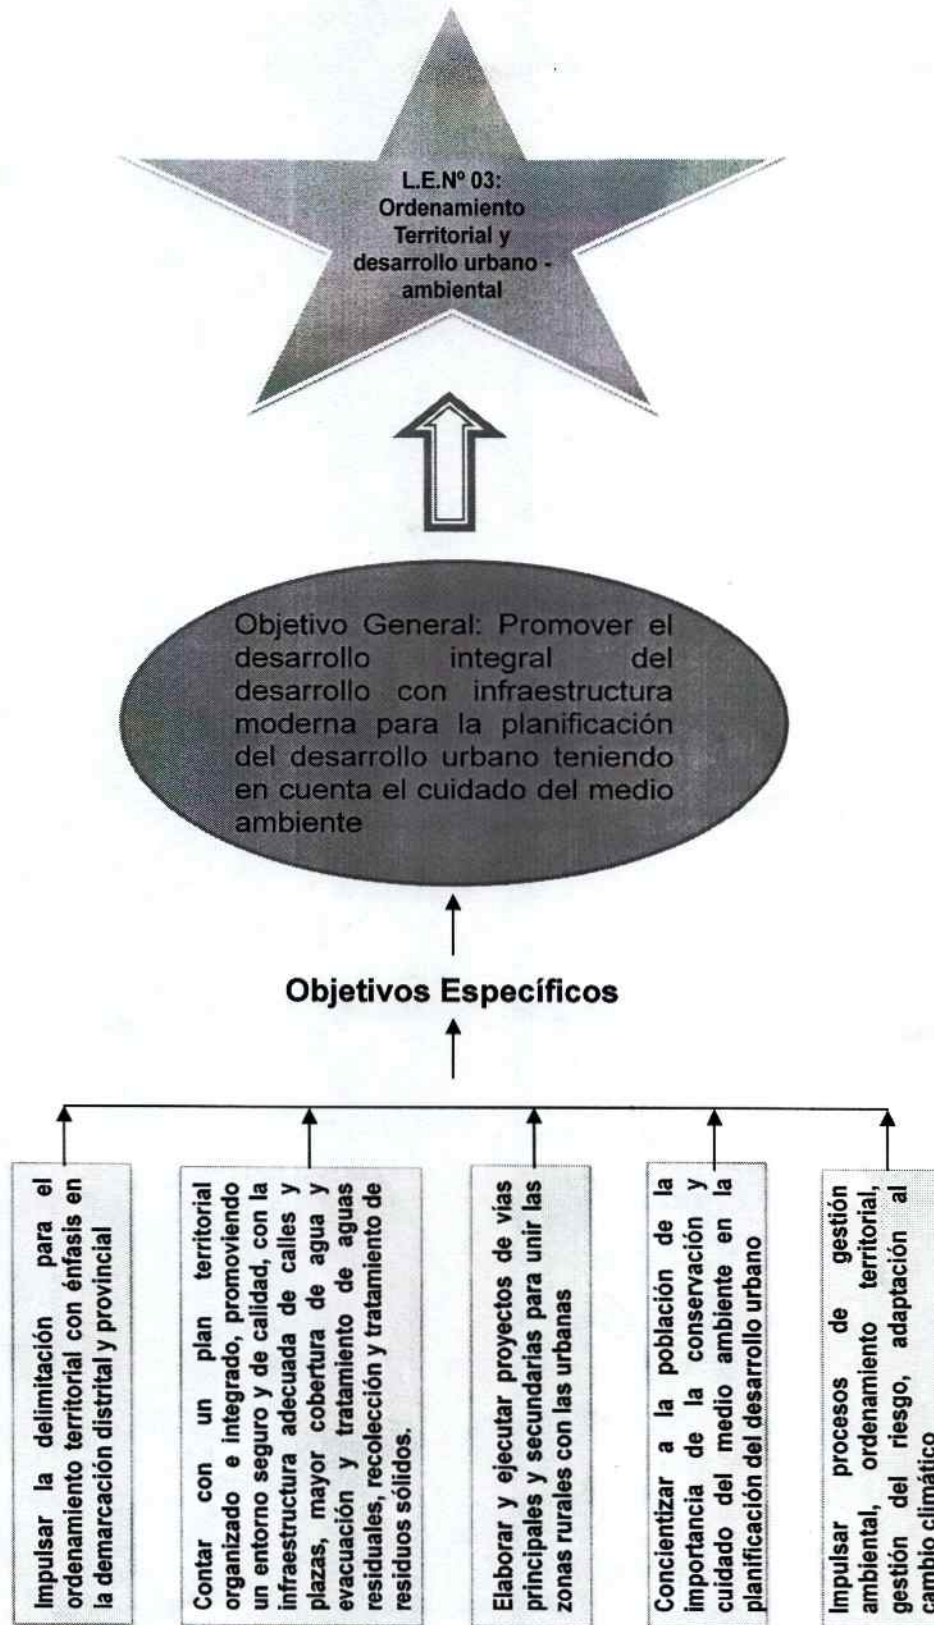 L.E.Nº 03:
Ordenamiento
Territorial y
desarrollo urbano -
ambiental
Objetivo General: Promover el
desarrollo integral del
desarrollo con infraestructura
moderna para la planificación
del desarrollo urbano teniendo
en cuenta el cuidado del medio
ambiente
Objetivos Específicos
Impulsar la delimitación para el
ordenamiento territorial con énfasis en
la demarcación distrital y provincial
Contar con un plan territorial
organizado e integrado, promoviendo
un entorno seguro y de calidad, con la
infraestructura adecuada de calles y
plazas, mayor cobertura de agua y
evacuación y tratamiento de aguas
residuales, recolección y tratamiento de
residuos sólidos.
Elaborar y ejecutar proyectos de vías
principales y secundarias para unir las
zonas rurales con las urbanas
Concientizar a la población de la
importancia de la conservación y
cuidado del medio ambiente en la
planificación del desarrollo urbano
Impulsar procesos de gestión
ambiental, ordenamiento territorial,
gestión del riesgo, adaptación al
cambio climático